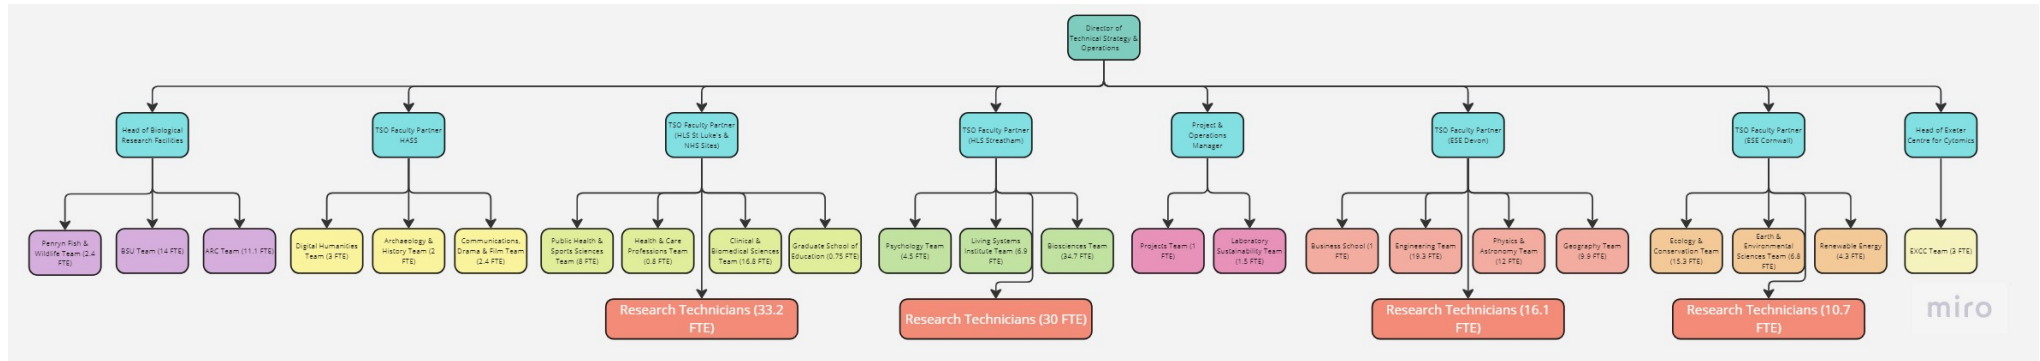 Director of
Technical Strategy &
Operations
Head of Biological
Research Facilities
TSO Faculty Partner
HASS
TSO Faculty Partner
(HLS St Luke's &
NHS Sites)
TSO Faculty Partner
(HLS Streatham)
Project &
Operations
Manager
TSO Faculty Partner
(ESE Devon)
TSO Faculty Partner
(ESE Cornwall)
Head of Exeter
Centre for Cytomics
Penryn Fish &
Wildlife Team (2.4
FTE)
BSU Team (14 FTE)
ARC Team (11.1 FTE)
Digital Humanities
Team (3 FTE)
Archaeology &
History Team (2
FTE)
Communications,
Drama & Film Team
(2.4 FTE)
Public Health &
Sports Sciences
Team (8 FTE)
Health & Care
Professions Team
(0.8 FTE)
Clinical &
Biomedical Sciences
Team (16.8 FTE)
Graduate School of
Education (0.75 FTE)
Psychology Team
(4.5 FTE)
Living Systems
Institute Team (6.9
FTE)
Biosciences Team
(34.7 FTE)
Projects Team (1
FTE)
Laboratory
Sustainability Team
(1.5 FTE)
Business School (1
FTE)
Engineering Team
(19.3 FTE)
Physics &
Astronomy Team
(12 FTE)
Geography Team
(9.9 FTE)
Ecology &
Conservation Team
(15.3 FTE)
Earth &
Environmental
Sciences Team (6.8
FTE)
Renewable Energy
(4.3 FTE)
EXCC Team (3 FTE)
Research Technicians (33.2
FTE)
Research Technicians (30 FTE)
Research Technicians (16.1
FTE)
Research Technicians (10.7
FTE)
miro